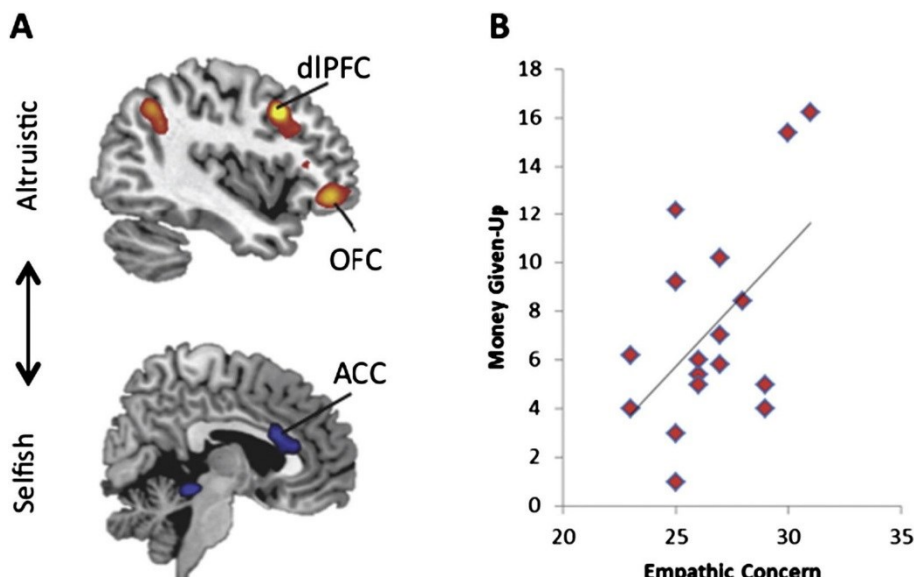 A
Altruistic
Selfish
dlPFC
OFC
ACC
B
Money Given-Up
18
16
14
12
10
8
6
4
2
0
20
25
30
35
Empathic Concern